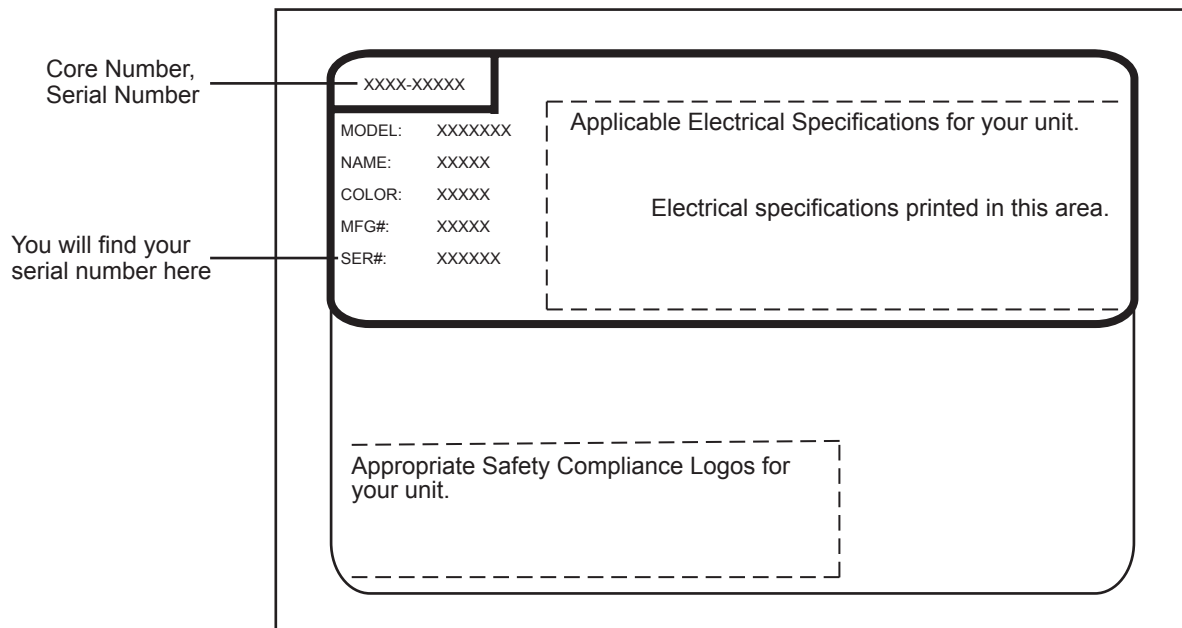 Core Number,
Serial Number
XXXX-XXXXX
MODEL: XXXXXXX
NAME: XXXXX
COLOR: XXXXX
MFG#: XXXXX
SER#: XXXXXX
You will find your
serial number here
Applicable Electrical Specifications for your unit.
Electrical specifications printed in this area.
Appropriate Safety Compliance Logos for
your unit.